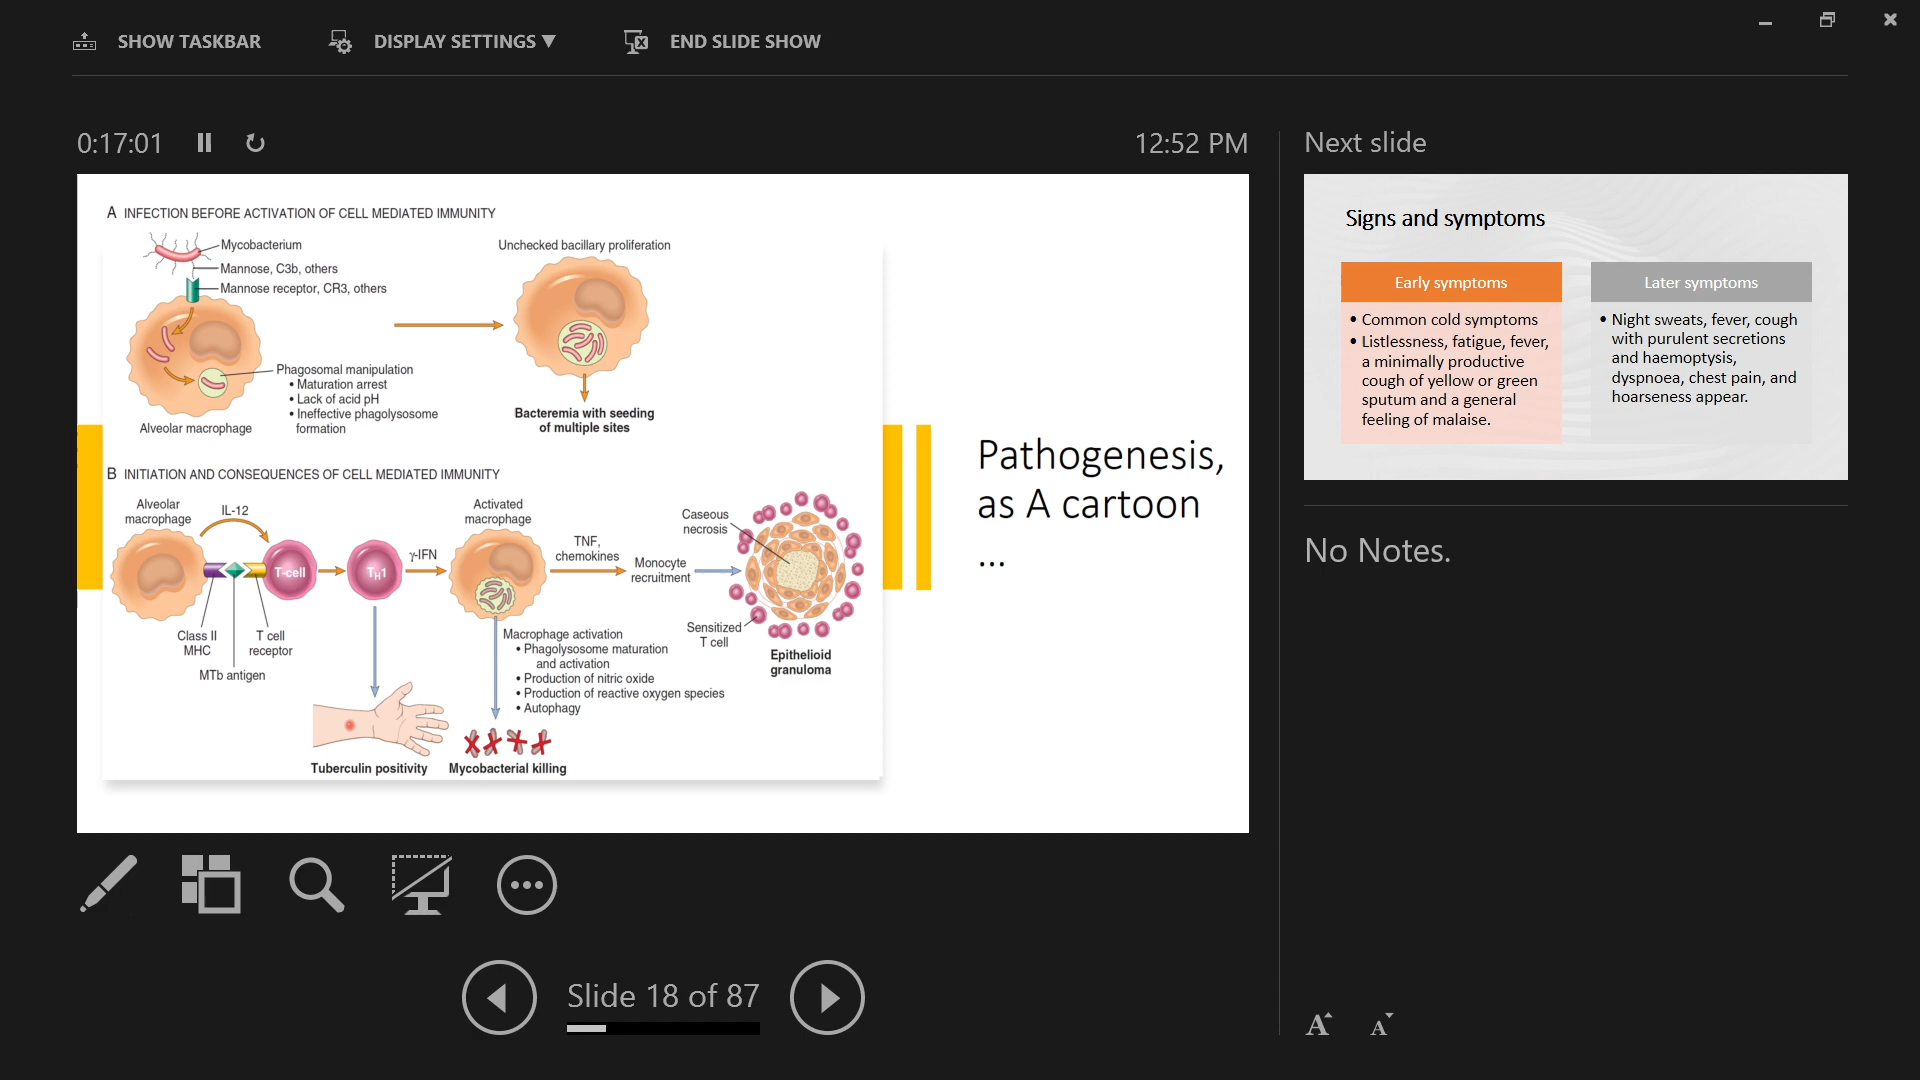 SHOW TASKBAR
DISPLAY SETTINGS ▼
END SLIDE SHOW
0:17:01
12:52 PM
A INFECTION BEFORE ACTIVATION OF CELL MEDIATED IMMUNITY
Mycobacterium
Mannose, C3b, others
Mannose receptor, CR3, others
Unchecked bacillary proliferation
Phagosomal manipulation
• Maturation arrest
• Lack of acid pH
• Ineffective phagolysosome
formation
Alveolar macrophage
Bacteremia with seeding
of multiple sites
B INITIATION AND CONSEQUENCES OF CELL MEDIATED IMMUNITY
Alveolar
macrophage
IL-12
T-cell
TH1
γ-IFN
Activated
macrophage
TNF,
chemokines
Monocyte
recruitment
Caseous
necrosis
Class II
MHC
T cell
receptor
MTb antigen
Macrophage activation
• Phagolysosome maturation
and activation
• Production of nitric oxide
• Production of reactive oxygen species
• Autophagy
Sensitized
T cell
Epithelioid
granuloma
Tuberculin positivity
Mycobacterial killing
Pathogenesis,
as A cartoon
...
Next slide
Signs and symptoms
Early symptoms
• Common cold symptoms
• Listlessness, fatigue, fever,
a minimally productive
cough of yellow or green
sputum and a general
feeling of malaise.
Later symptoms
• Night sweats, fever, cough
with purulent secretions
and haemoptysis,
dyspnoea, chest pain, and
hoarseness appear.
No Notes.
Slide 18 of 87
A
A